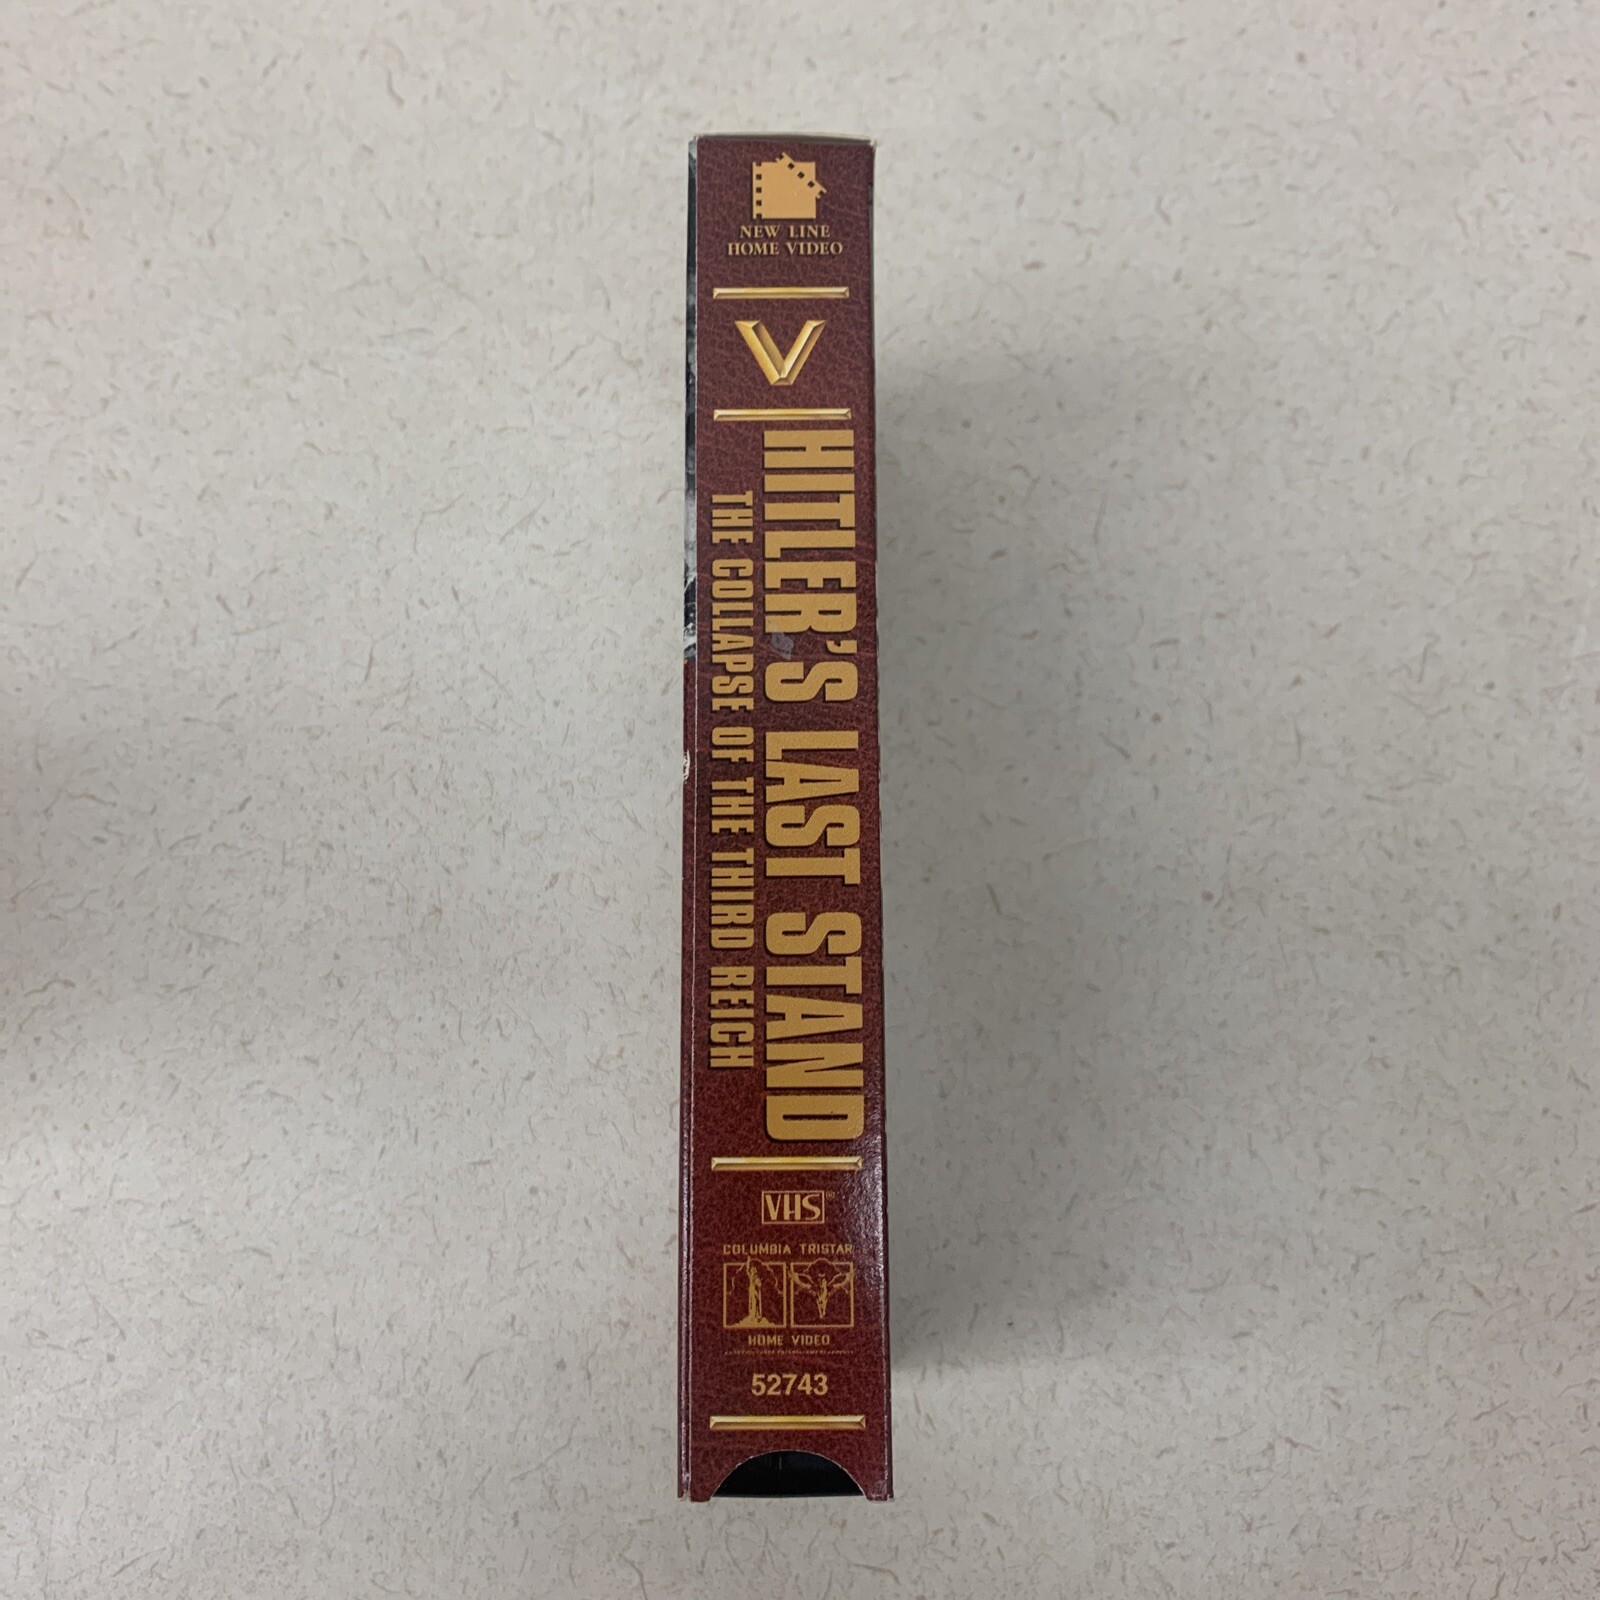 NEW LINE
HOME VIDEO
V
HITLER'S LAST STAND
THE COLLAPSE OF THE THIRD REICH
VHS®
COLUMBIA TRISTAR
HOME VIDEO
52743